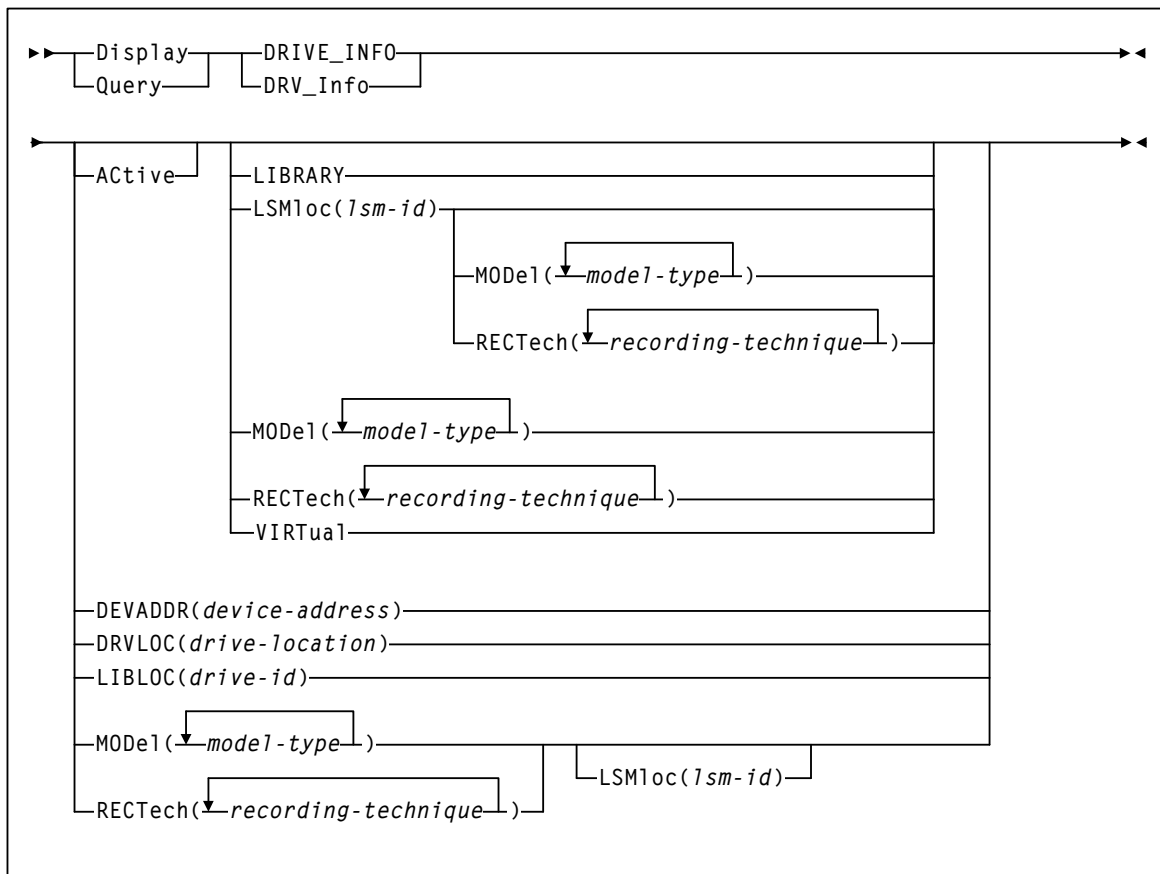 Display DRIVE_INFO
Query DRV_Info
ACtive
LIBRARY
LSMloc(lsm-id)
MODel( model-type )
RECTech( recording-technique )
MODel( model-type )
RECTech( recording-technique )
VIRTual
DEVADDR(device-address)
DRVLOC(drive-location)
LIBLOC(drive-id)
MODel( model-type )
LSMloc(lsm-id)
RECTech( recording-technique )